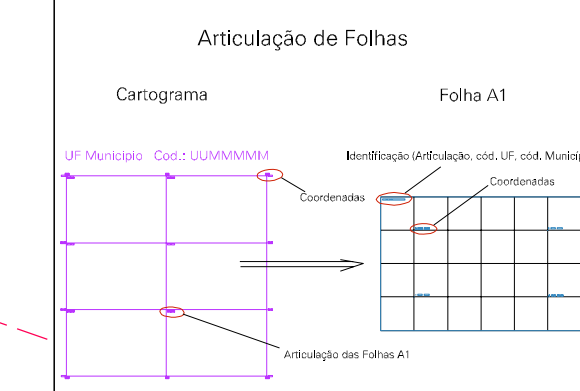 Articulação de Folhas
Cartograma
Folha A1
UF Municipio Cod.: UUMMMMM
Identificação (Articulação, cód. UF, cód. Municíp
Coordenadas
Coordenadas
Articulação das Folhas A1